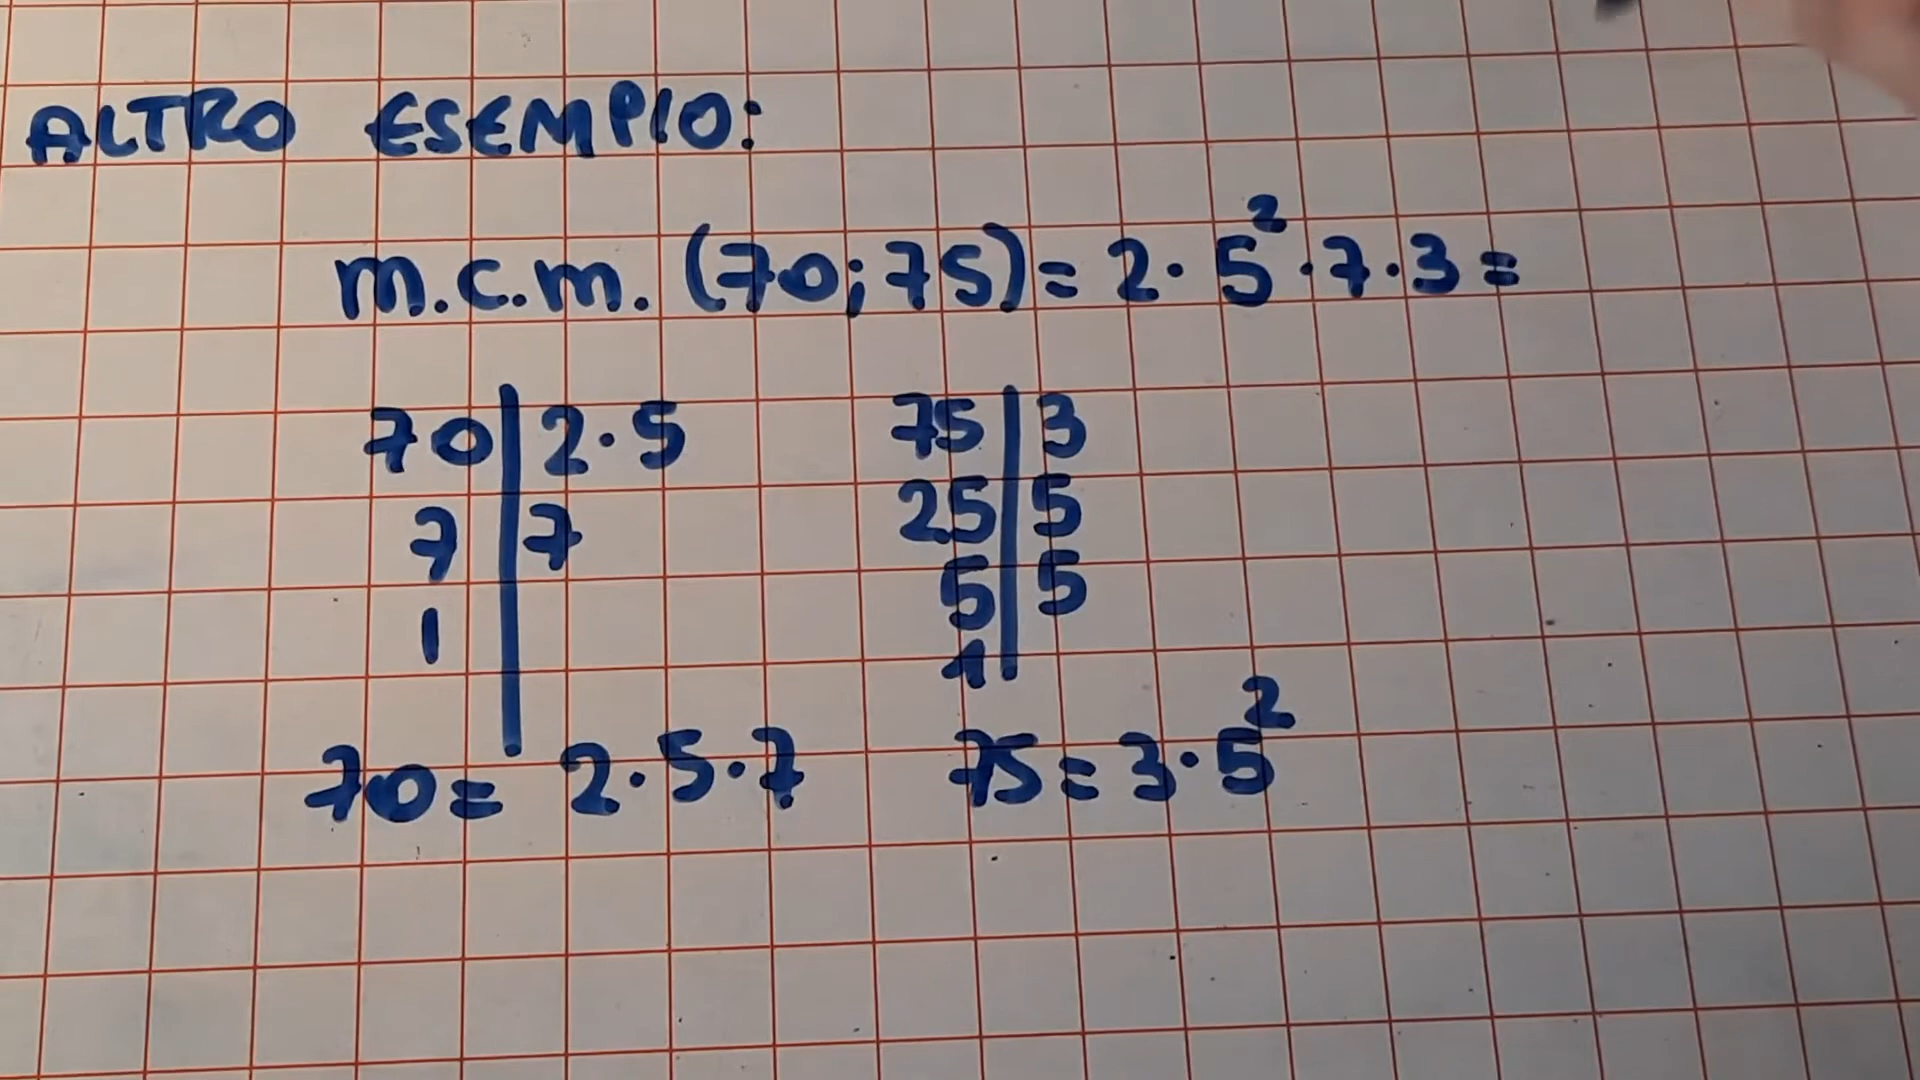 ALTRO ESEMPIO:
m.c.m. (70;75)= 2· 5²·7·3=
70|2·5 75|3
7|7 25|5
1| 5|5
1|
70= 2·5·7 75=3·5²